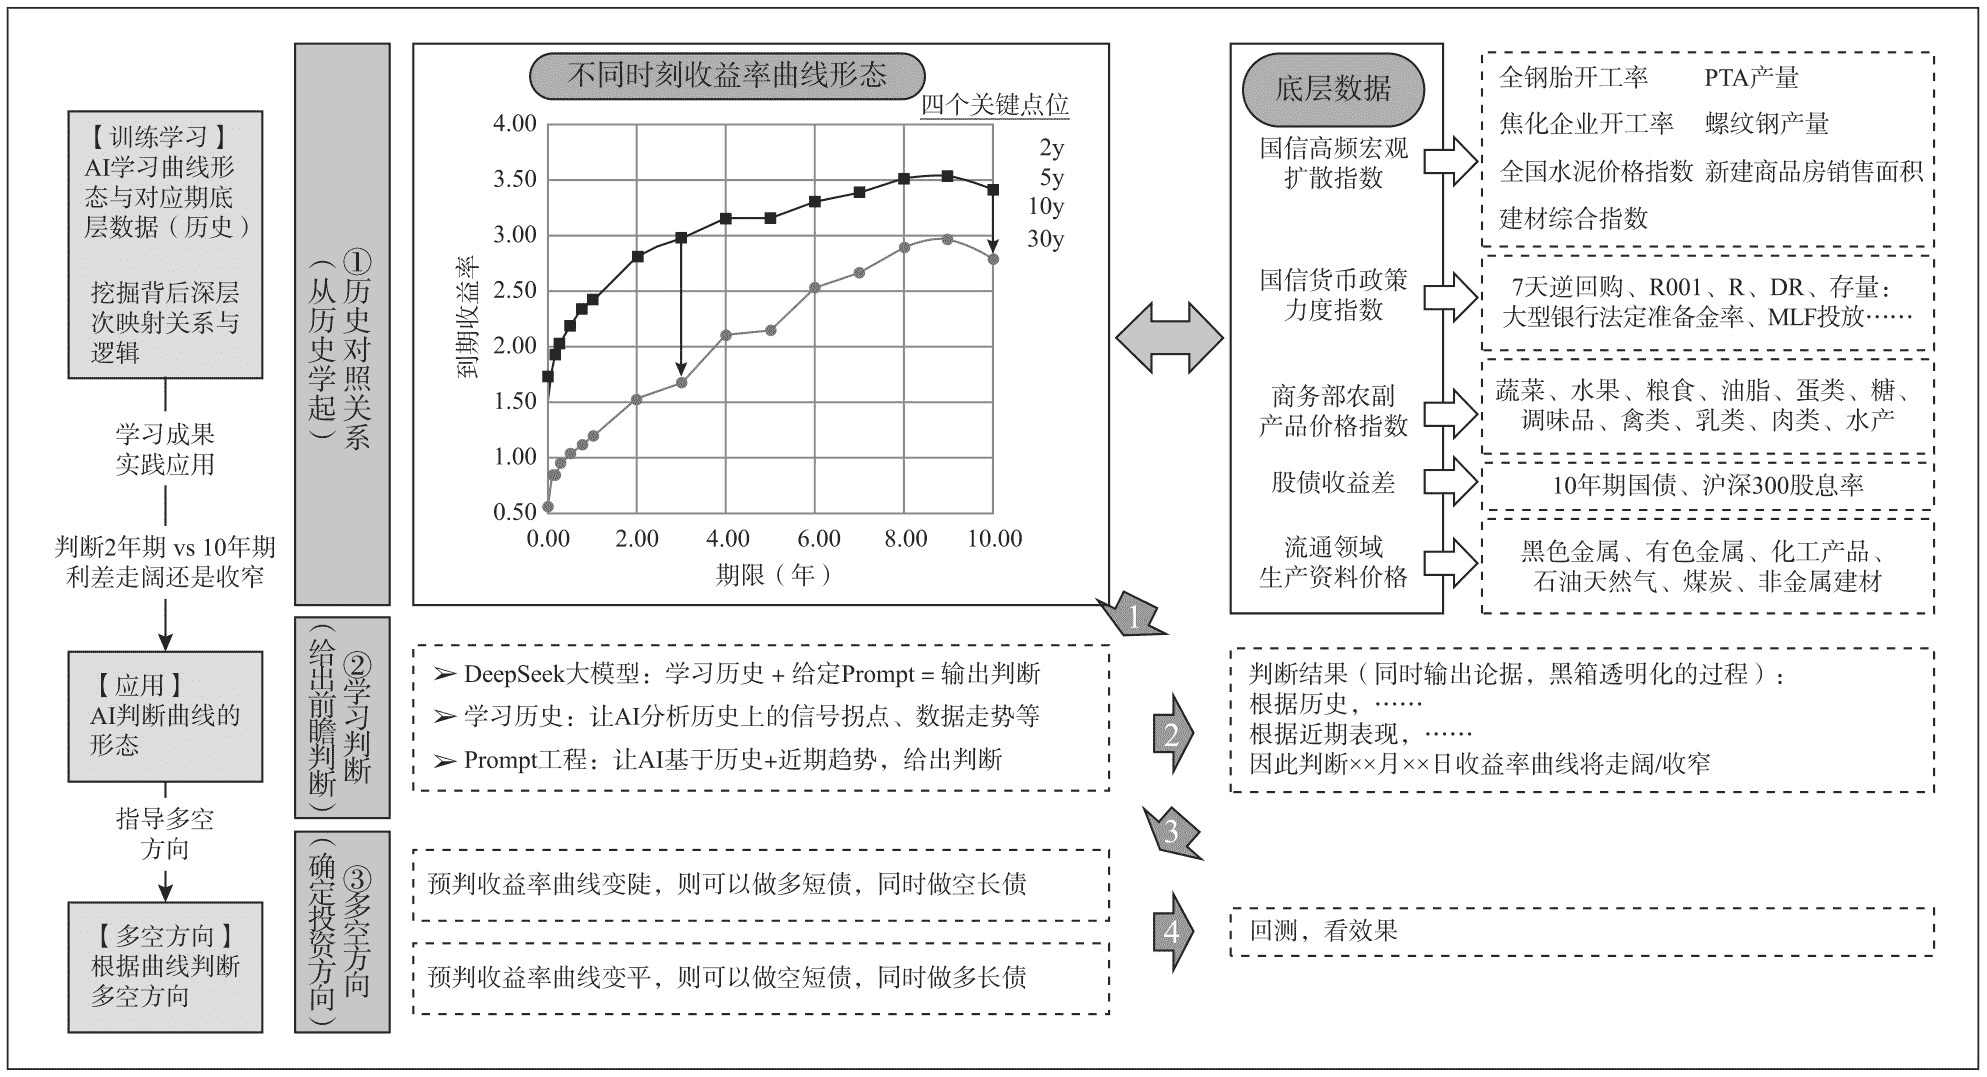 【训练学习】
AI学习曲线形
态与对应期底
层数据（历史）
挖掘背后深层
次映射关系与
逻辑
学习成果
实践应用
判断2年期 vs 10年期
利差走阔还是收窄
【应用】
AI判断曲线的
形态
指导多空
方向
【多空方向】
根据曲线判断
多空方向
①历史对照关系
（从历史学起）
不同时刻收益率曲线形态
四个关键点位
2y
5y
10y
30y
到期收益率
4.00
3.50
3.00
2.50
2.00
1.50
1.00
0.50
0.00 2.00 4.00 6.00 8.00 10.00
期限（年）
底层数据
国信高频宏观
扩散指数
全钢胎开工率 PTA产量
焦化企业开工率 螺纹钢产量
全国水泥价格指数 新建商品房销售面积
建材综合指数
国信货币政策
力度指数
7天逆回购、R001、R、DR、存量：
大型银行法定准备金率、MLF投放……
商务部农副
产品价格指数
蔬菜、水果、粮食、油脂、蛋类、糖、
调味品、禽类、乳类、肉类、水产
股债收益差
10年期国债、沪深300股息率
流通领域
生产资料价格
黑色金属、有色金属、化工产品、
石油天然气、煤炭、非金属建材
1
②学习判断
（给出前瞻判断）
➢ DeepSeek大模型：学习历史 + 给定Prompt = 输出判断
➢ 学习历史：让AI分析历史上的信号拐点、数据走势等
➢ Prompt工程：让AI基于历史+近期趋势，给出判断
2
判断结果（同时输出论据，黑箱透明化的过程）：
根据历史，……
根据近期表现，……
因此判断××月××日收益率曲线将走阔/收窄
3
③多空方向
（确定投资方向）
预判收益率曲线变陡，则可以做多短债，同时做空长债
预判收益率曲线变平，则可以做空短债，同时做多长债
4
回测，看效果